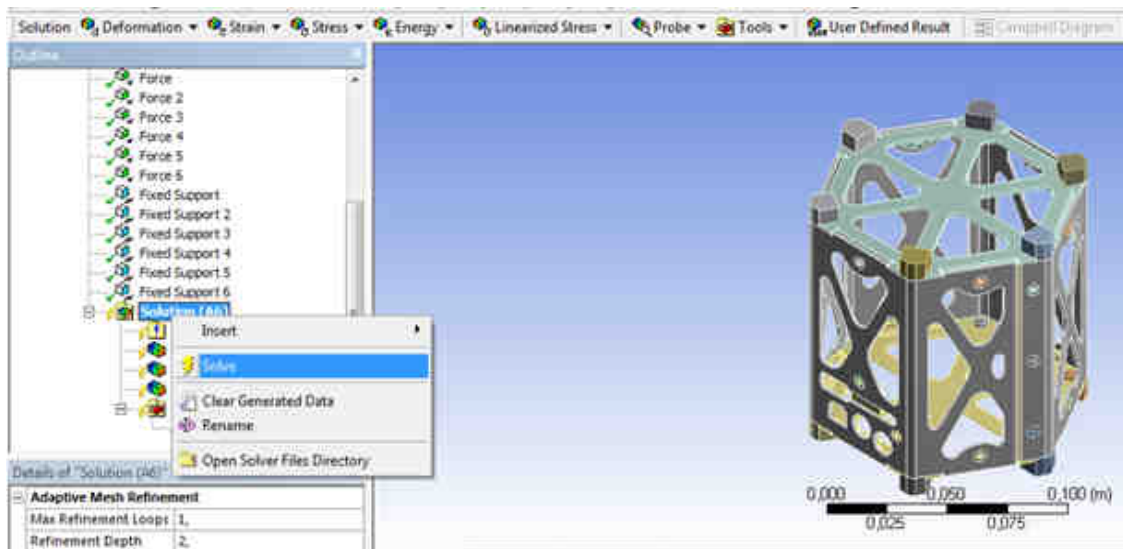 Solution Deformation Strain Stress Energy Linearized Stress Probe Tools User Defined Result Campbell Diagram
Outline
Force
Force 2
Force 3
Force 4
Force 5
Force 6
Fixed Support
Fixed Support 2
Fixed Support 3
Fixed Support 4
Fixed Support 5
Fixed Support 6
Solution (A6)
Insert
Solve
Clear Generated Data
Rename
Open Solver Files Directory
Details of "Solution (A6)"
Adaptive Mesh Refinement
Max Refinement Loops 1,
Refinement Depth 2,
0,000 0,050 0,100 (m)
0,025 0,075